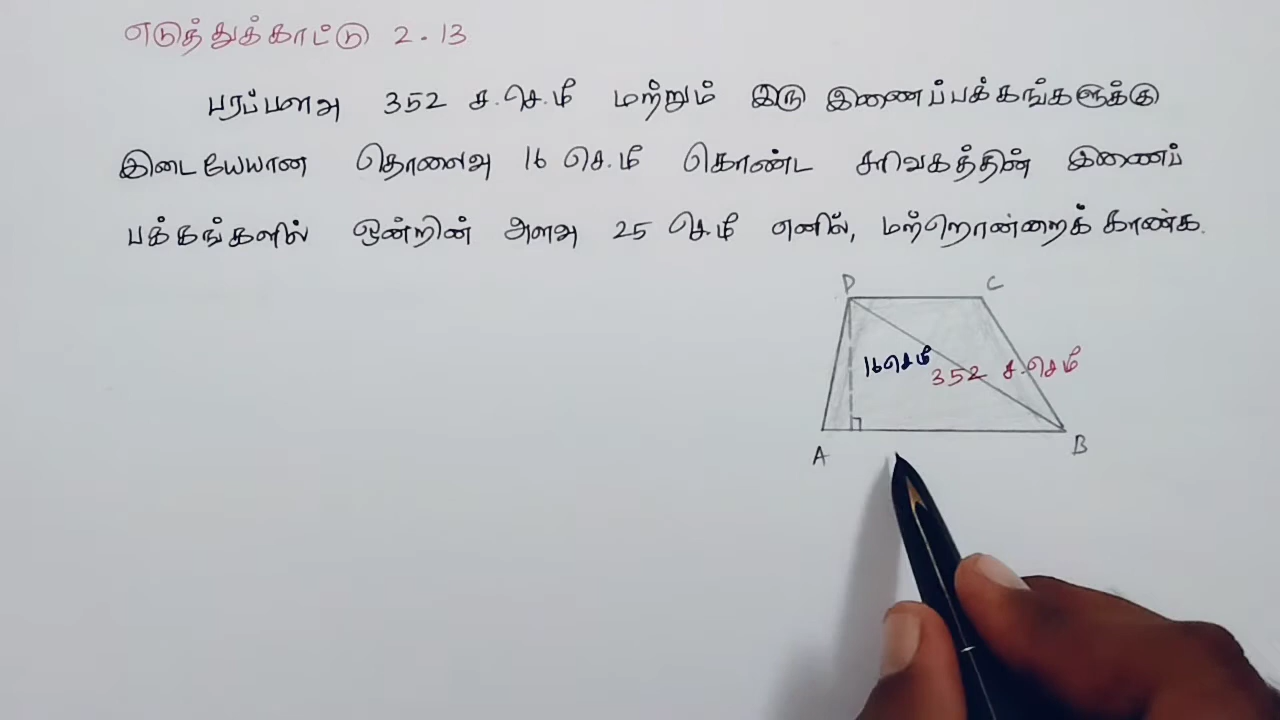 எடுத்துக்காட்டு 2.13
பரப்பளவு 352 ச.செ.மீ மற்றும் இரு இணைப்பக்கங்களுக்கு
இடையேயான தொலைவு 16 செ.மீ கொண்ட சரிவகத்தின் இணைப்
பக்கங்களில் ஒன்றின் அளவு 25 செ.மீ எனில், மற்றொன்றைக் காண்க.
D C
16செமீ
352 ச.செமீ
A B